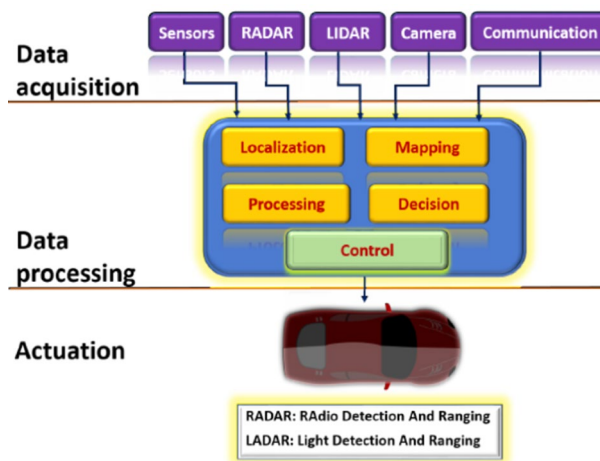 Sensors RADAR LIDAR Camera Communication
Data
acquisition
Localization Mapping
Processing Decision
Control
Data
processing
Actuation
RADAR: RAdio Detection And Ranging
LADAR: Light Detection And Ranging